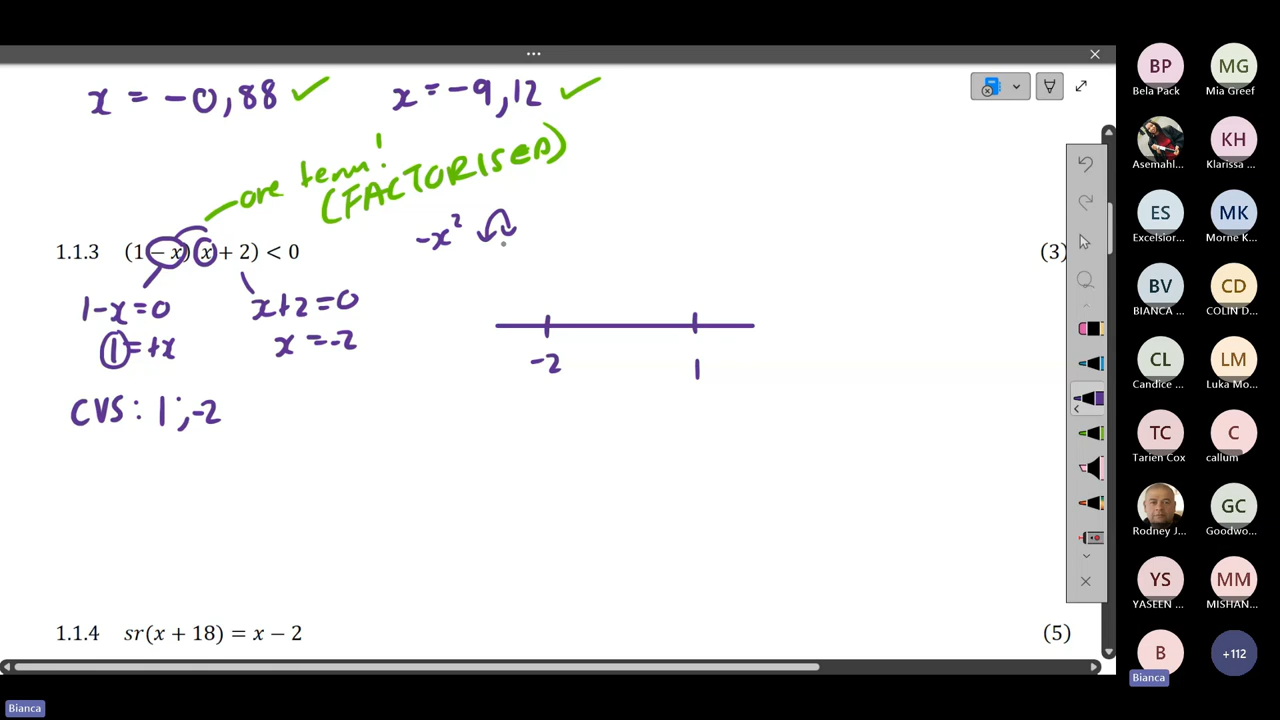 x = -0,88 ✓ x = -9,12 ✓
one term!
(FACTORISED)
-x²
1.1.3 (1 − x)(x + 2) < 0 (3)
1-x=0 x+2=0
1=+x x=-2
-2 1
CVS: 1;-2
1.1.4 sr(x + 18) = x − 2 (5)
BP MG
Bela Pack Mia Greef
KH
Asemahl... Klarissa ...
ES MK
Excelsior... Morne K...
BV CD
BIANCA ... COLIN D...
CL LM
Candice ... Luka Mo...
TC C
Tarien Cox callum
GC
Rodney J... Goodwo...
YS MM
YASEEN ... MISHAN...
B +112
Bianca
Bianca